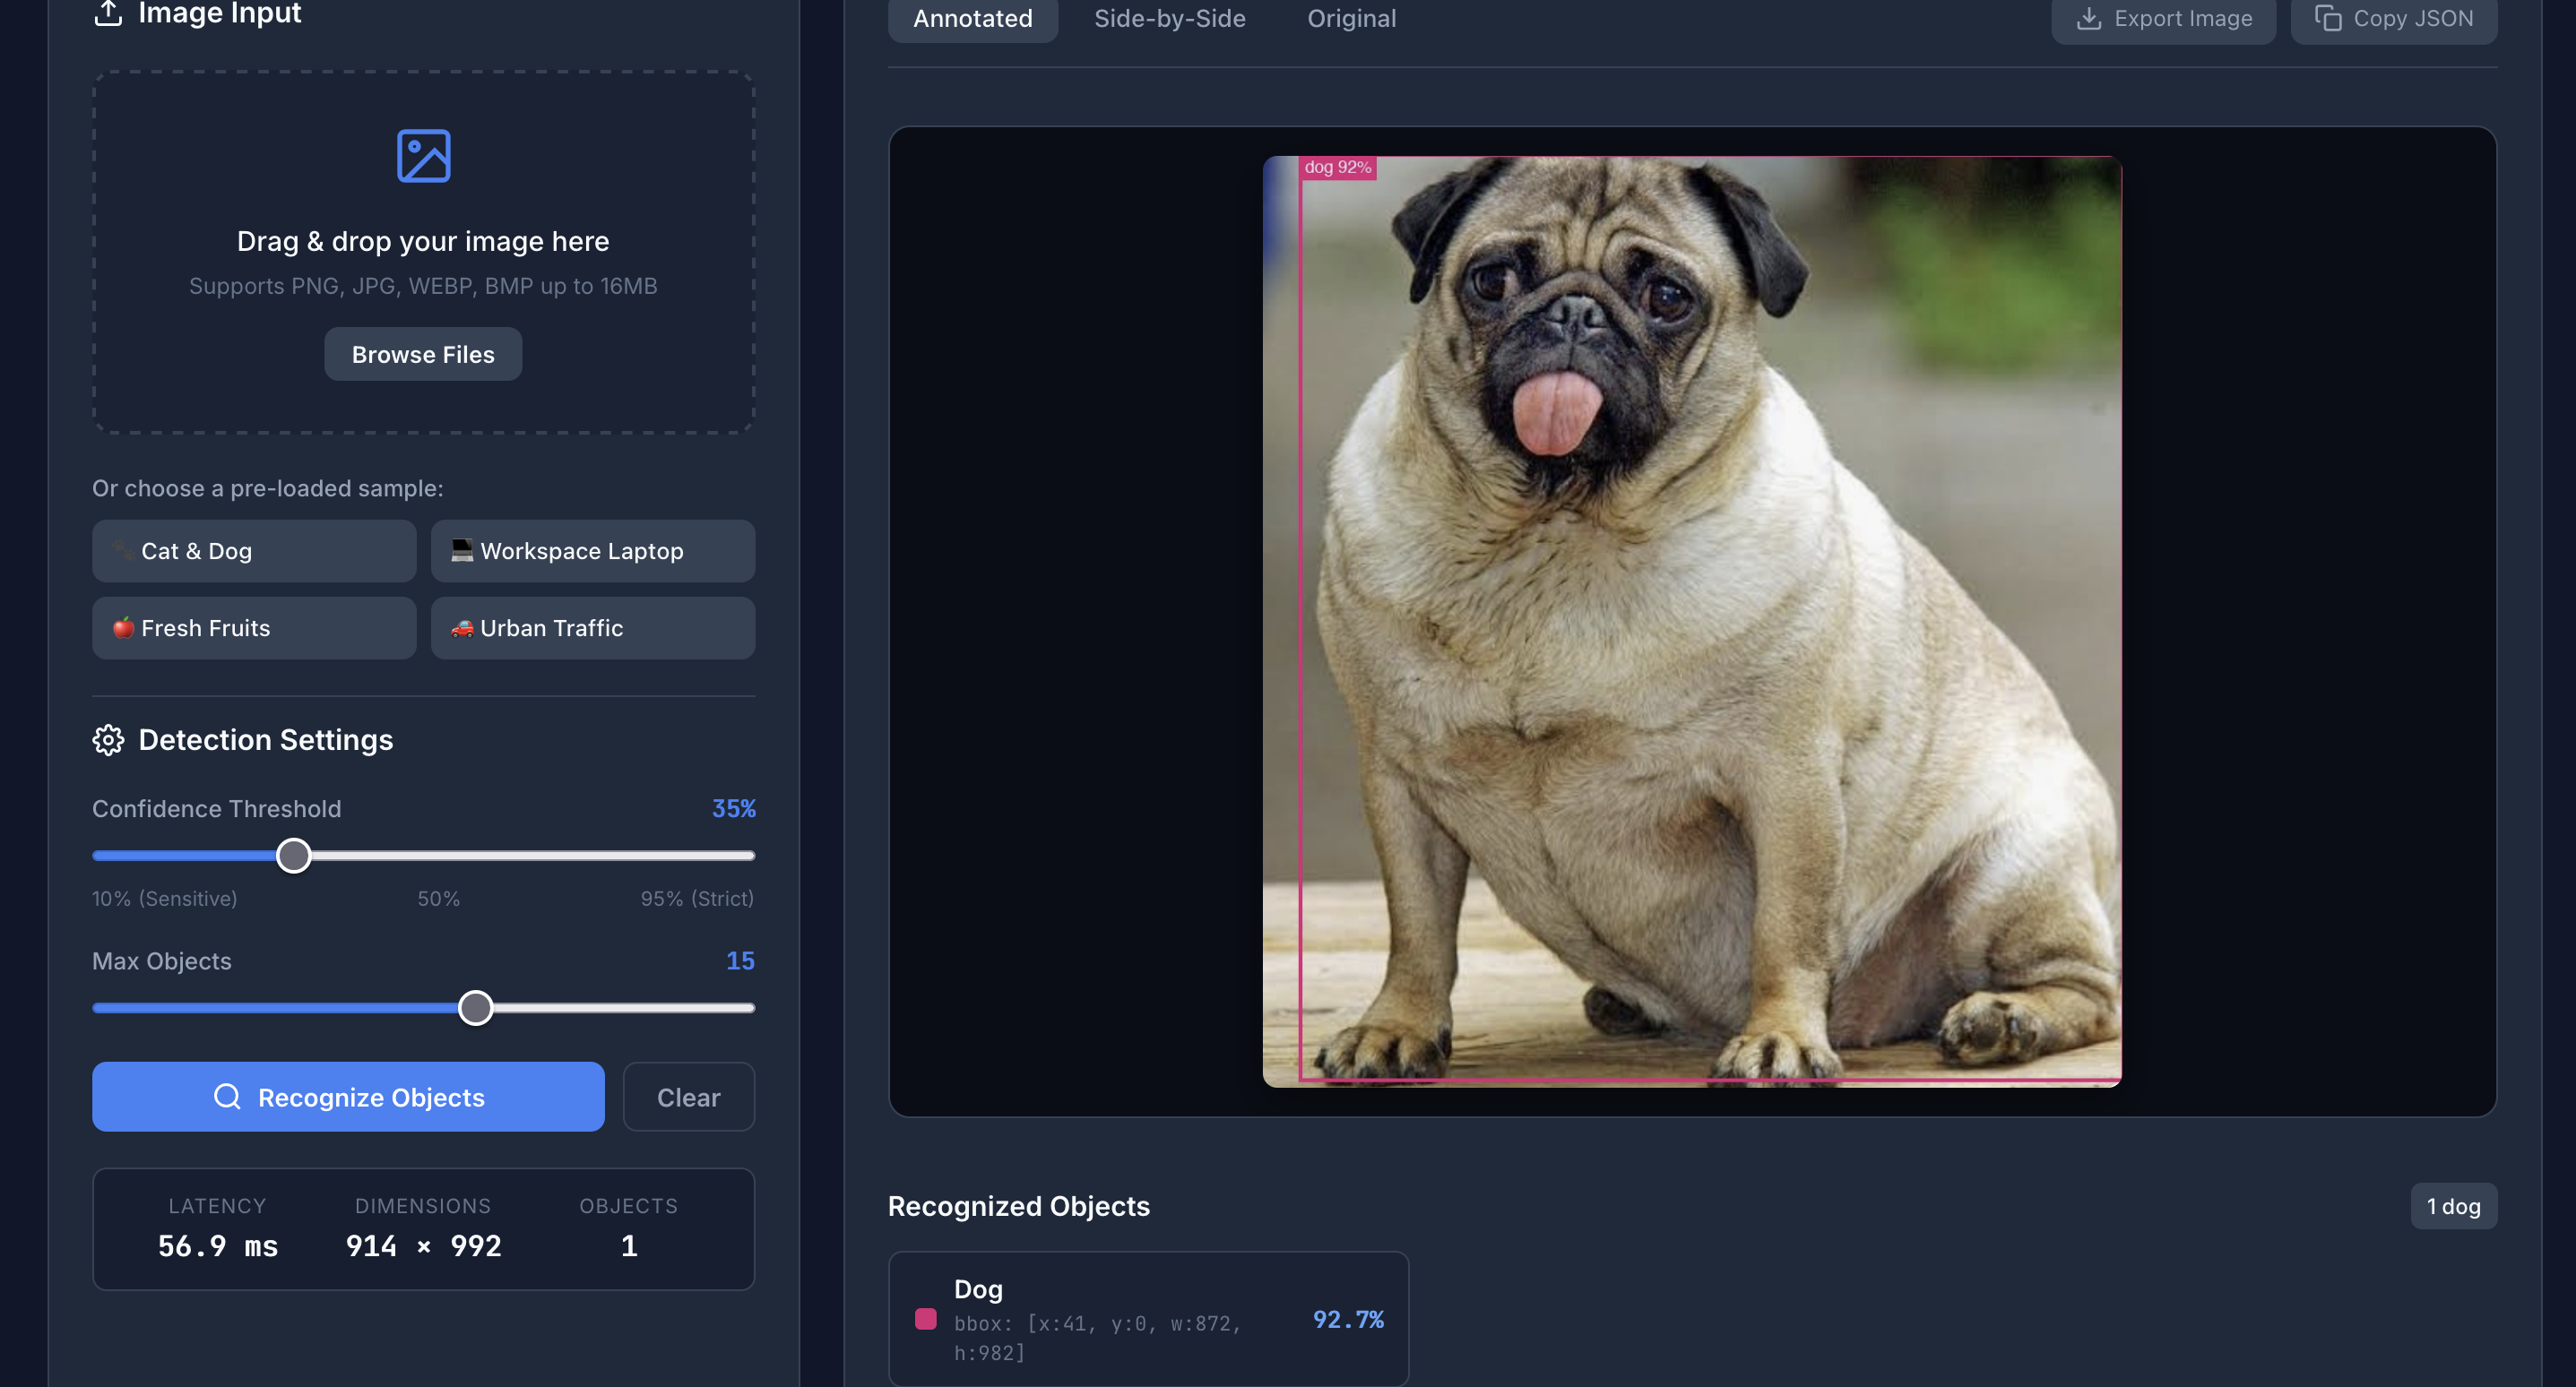 Image Input
Drag & drop your image here
Supports PNG, JPG, WEBP, BMP up to 16MB
Browse Files
Or choose a pre-loaded sample:
Cat & Dog
Workspace Laptop
Fresh Fruits
Urban Traffic
Detection Settings
Confidence Threshold
35%
10% (Sensitive)
50%
95% (Strict)
Max Objects
15
Recognize Objects
Clear
LATENCY
DIMENSIONS
OBJECTS
56.9 ms
914 × 992
1
Annotated
Side-by-Side
Original
Export Image
Copy JSON
dog 92%
Recognized Objects
1 dog
Dog
bbox: [x:41, y:0, w:872,
h:982]
92.7%